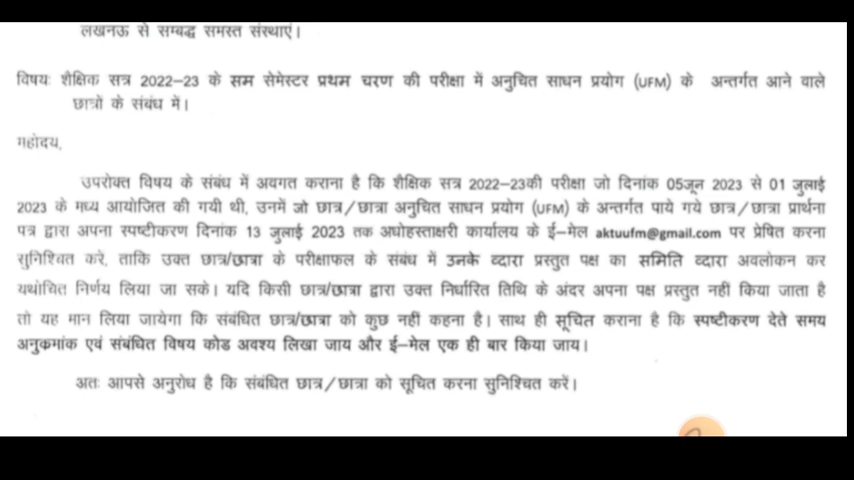 लखनऊ से सम्बद्ध समस्त संस्थाएं।
विषयः शैक्षिक सत्र 2022–23 के सम सेमेस्टर प्रथम चरण की परीक्षा में अनुचित साधन प्रयोग (UFM) के अन्तर्गत आने वाले
छात्रों के संबंध में।
महोदय,
उपरोक्त विषय के संबंध में अवगत कराना है कि शैक्षिक सत्र 2022–23की परीक्षा जो दिनांक 05जून 2023 से 01 जुलाई
2023 के मध्य आयोजित की गयी थी, उनमें जो छात्र/छात्रा अनुचित साधन प्रयोग (UFM) के अन्तर्गत पाये गये छात्र/छात्रा प्रार्थना
पत्र द्वारा अपना स्पष्टीकरण दिनांक 13 जुलाई 2023 तक अधोहस्ताक्षरी कार्यालय के ई–मेल aktuufm@gmail.com पर प्रेषित करना
सुनिश्चित करे, ताकि उक्त छात्र/छात्रा के परीक्षाफल के संबंध में उनके व्दारा प्रस्तुत पक्ष का समिति व्दारा अवलोकन कर
यथोचित निर्णय लिया जा सके। यदि किसी छात्र/छात्रा द्वारा उक्त निर्धारित तिथि के अंदर अपना पक्ष प्रस्तुत नहीं किया जाता है
तो यह मान लिया जायेगा कि संबंधित छात्र/छात्रा को कुछ नहीं कहना है। साथ ही सूचित कराना है कि स्पष्टीकरण देते समय
अनुक्रमांक एवं संबंधित विषय कोड अवश्य लिखा जाय और ई–मेल एक ही बार किया जाय।
अतः आपसे अनुरोध है कि संबंधित छात्र/छात्रा को सूचित करना सुनिश्चित करें।